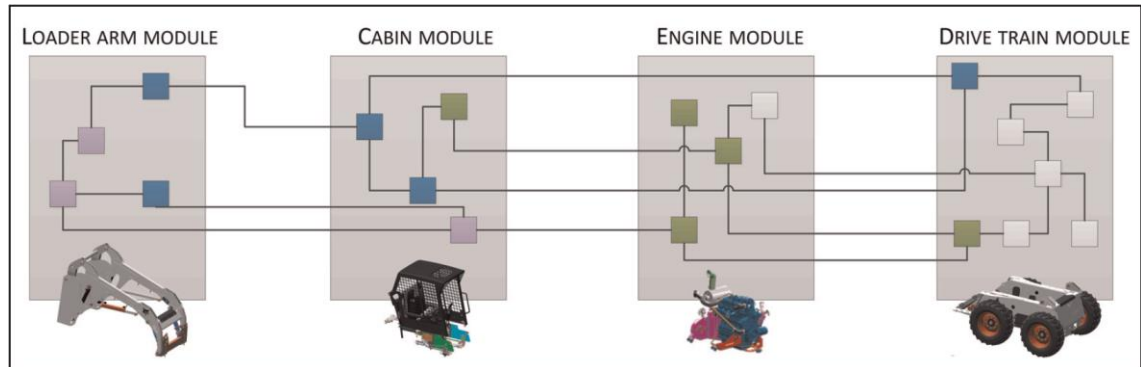 LOADER ARM MODULE
CABIN MODULE
ENGINE MODULE
DRIVE TRAIN MODULE